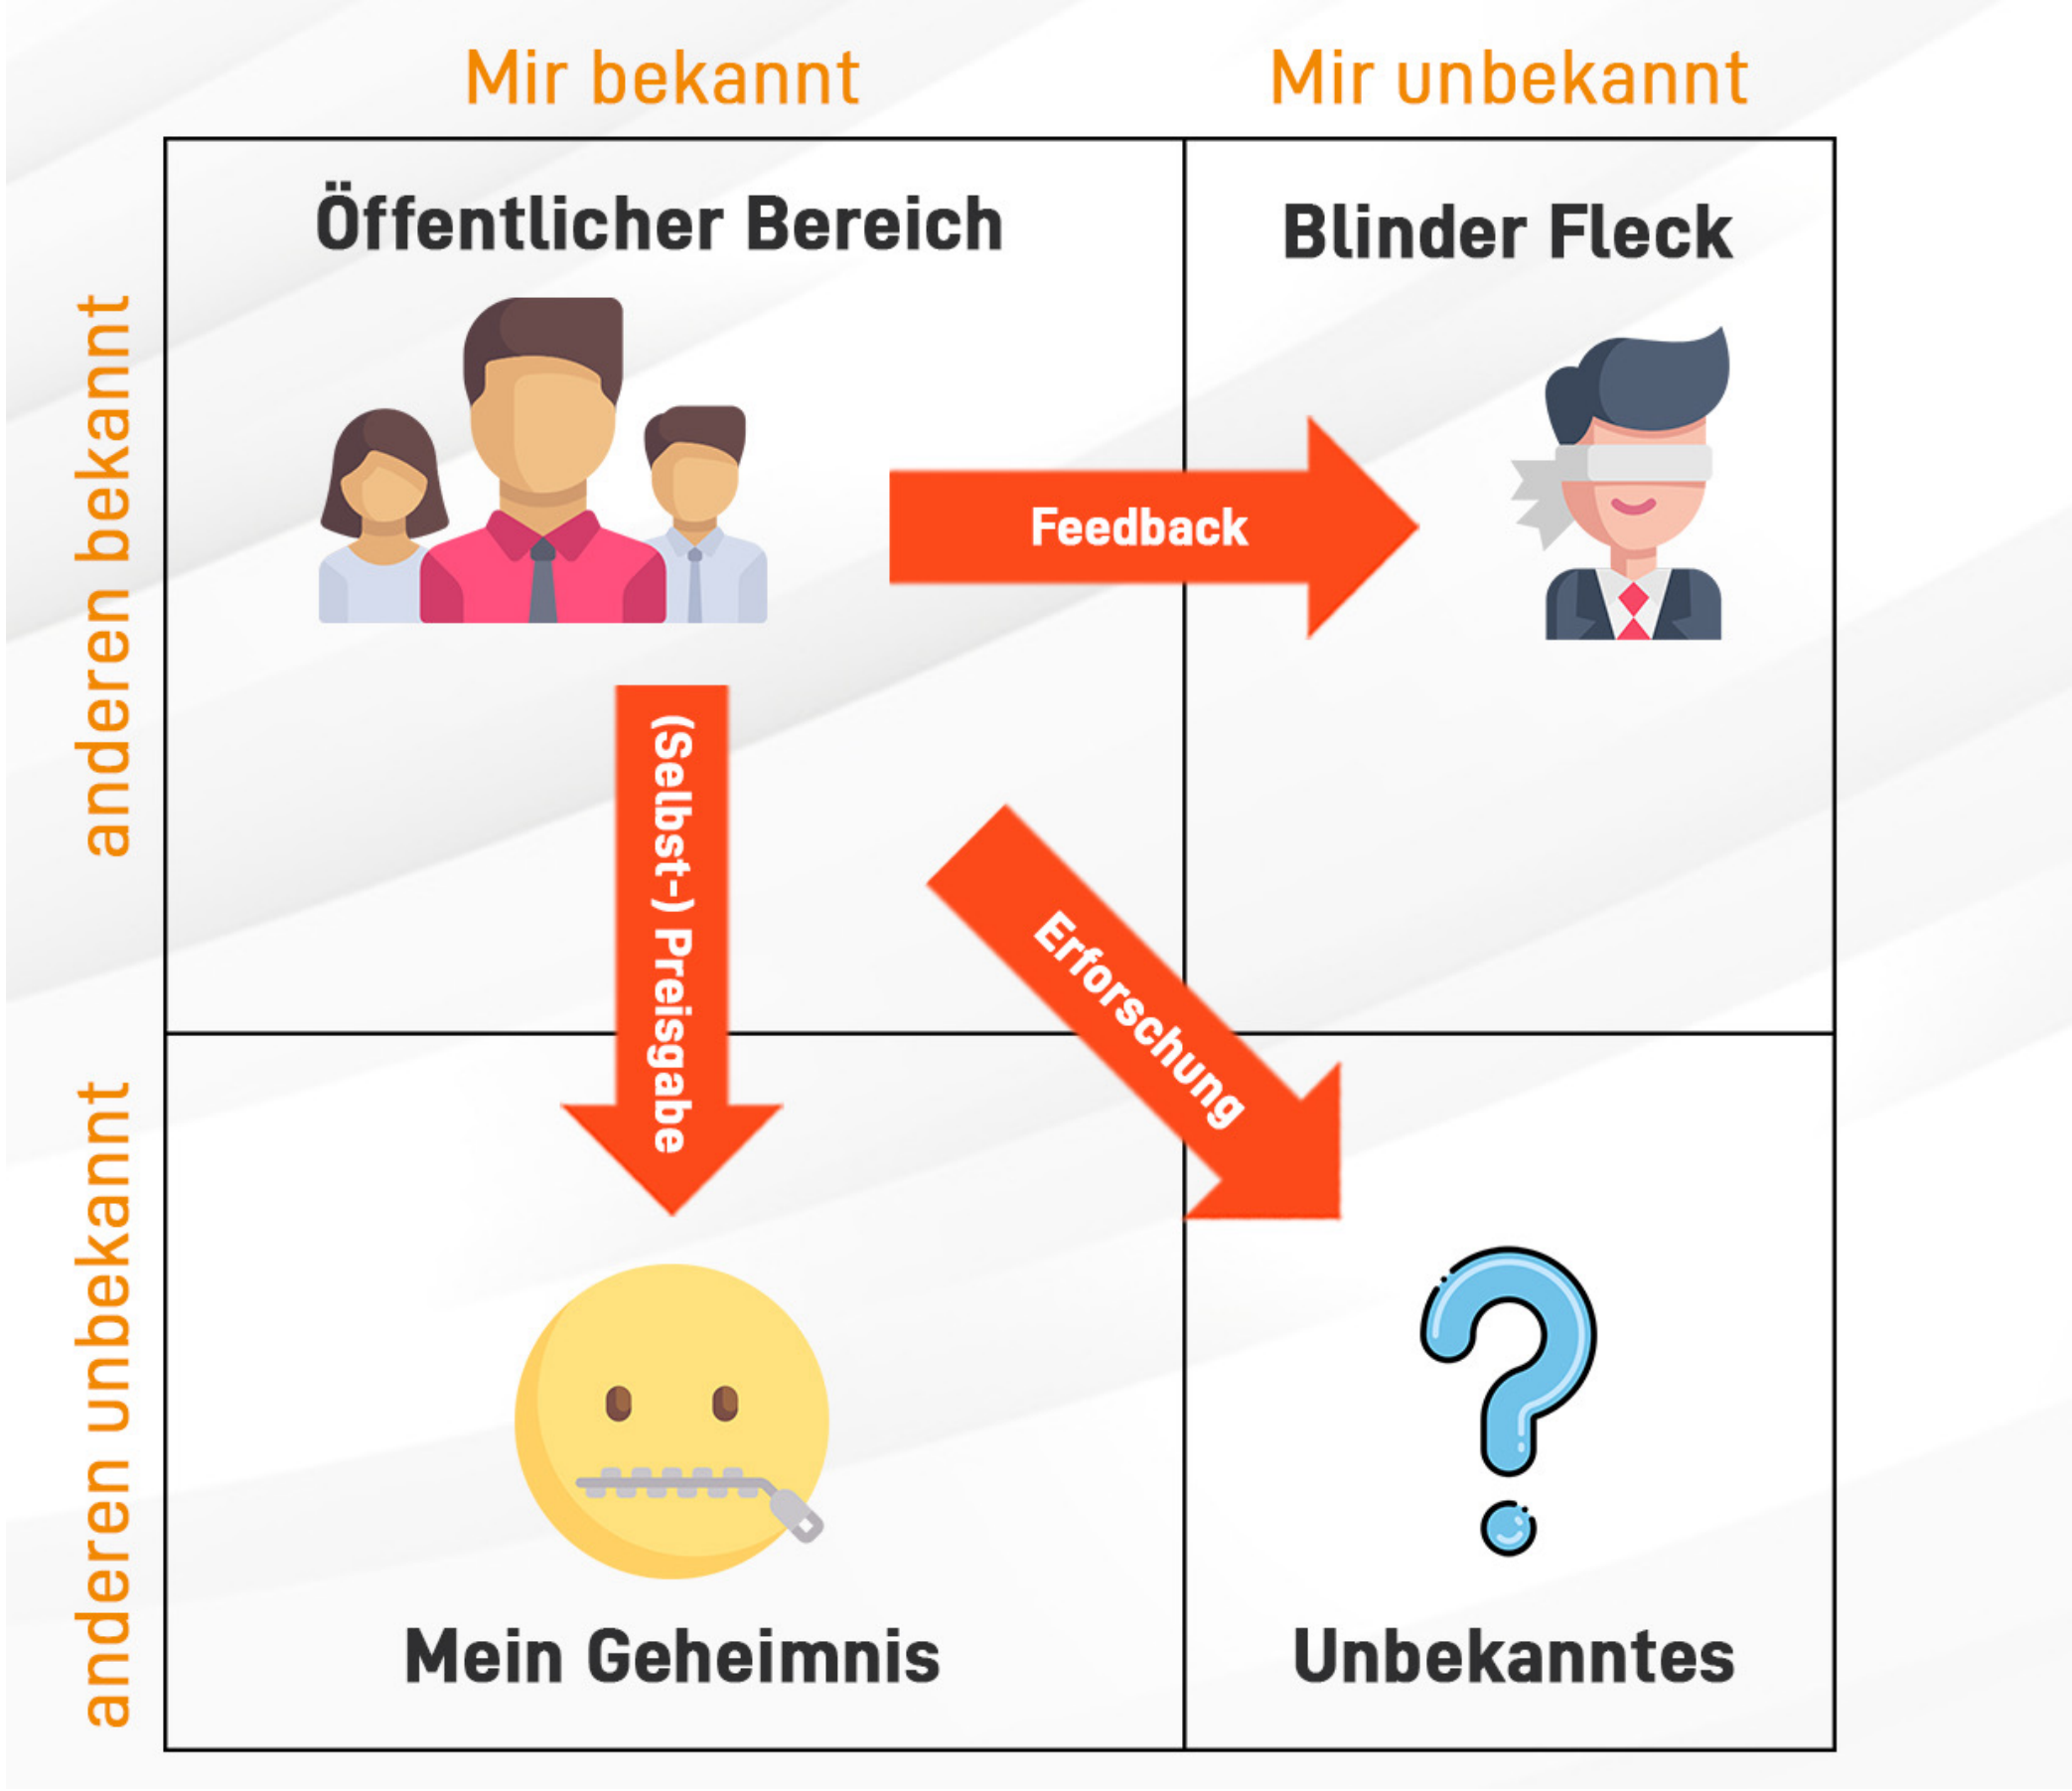 Mir bekannt
Mir unbekannt
anderen bekannt
Öffentlicher Bereich
Blinder Fleck
Feedback
(Selbst-) Preisgabe
Erforschung
anderen unbekannt
Mein Geheimnis
Unbekanntes